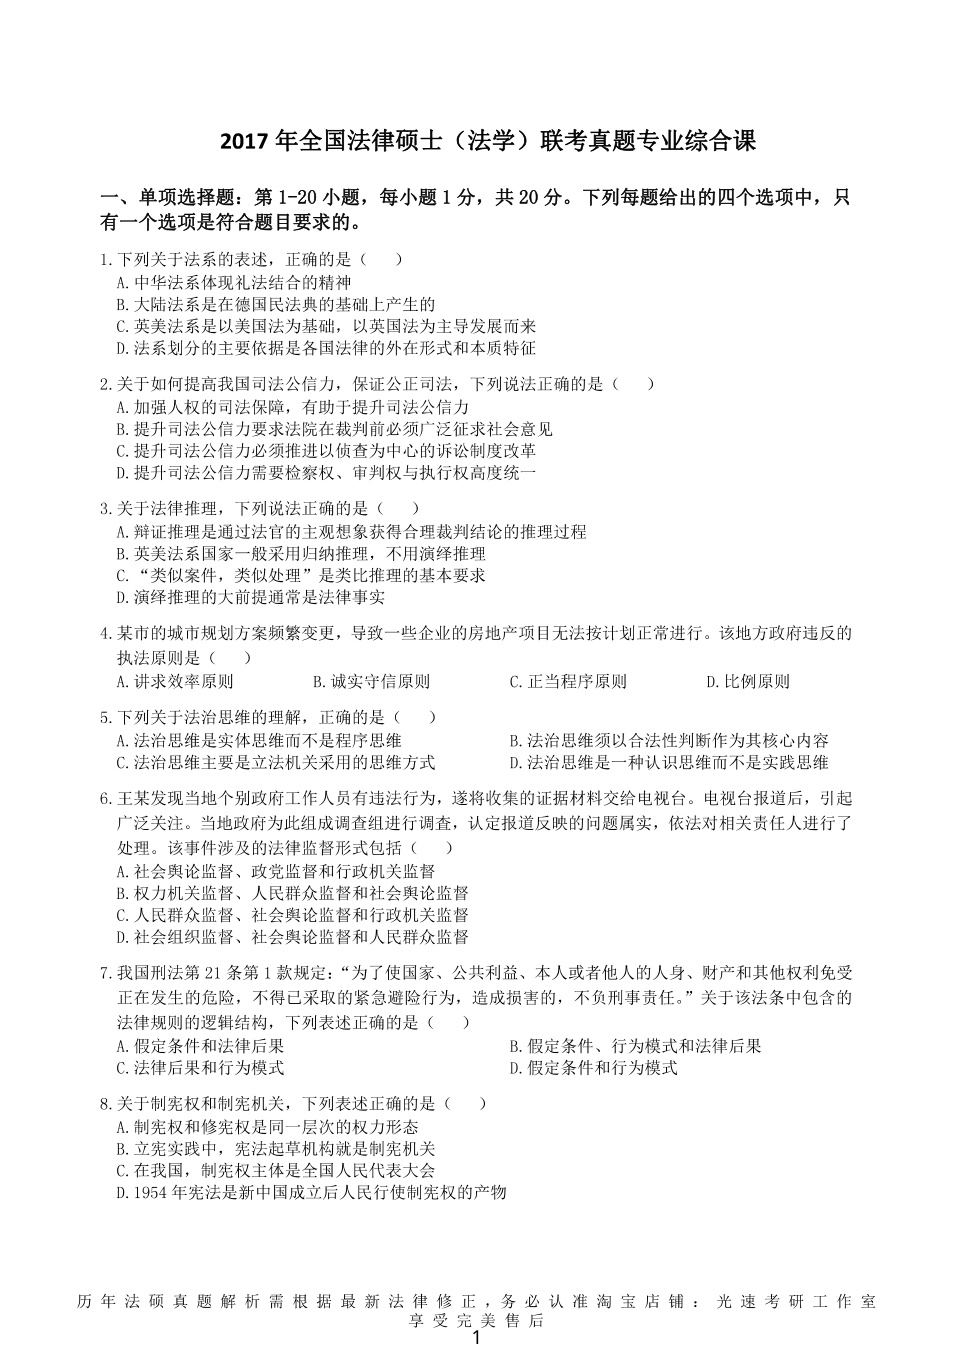 2017 年全国法律硕士（法学）联考真题专业综合课
一、单项选择题：第 1-20 小题，每小题 1 分，共 20 分。下列每题给出的四个选项中，只
有一个选项是符合题目要求的。
1.下列关于法系的表述，正确的是（　　）
A.中华法系体现礼法结合的精神
B.大陆法系是在德国民法典的基础上产生的
C.英美法系是以美国法为基础，以英国法为主导发展而来
D.法系划分的主要依据是各国法律的外在形式和本质特征
2.关于如何提高我国司法公信力，保证公正司法，下列说法正确的是（　　）
A.加强人权的司法保障，有助于提升司法公信力
B.提升司法公信力要求法院在裁判前必须广泛征求社会意见
C.提升司法公信力必须推进以侦查为中心的诉讼制度改革
D.提升司法公信力需要检察权、审判权与执行权高度统一
3.关于法律推理，下列说法正确的是（　　）
A.辩证推理是通过法官的主观想象获得合理裁判结论的推理过程
B.英美法系国家一般采用归纳推理，不用演绎推理
C.“类似案件，类似处理”是类比推理的基本要求
D.演绎推理的大前提通常是法律事实
4.某市的城市规划方案频繁变更，导致一些企业的房地产项目无法按计划正常进行。该地方政府违反的
执法原则是（　　）
A.讲求效率原则　　B.诚实守信原则　　C.正当程序原则　　D.比例原则
5.下列关于法治思维的理解，正确的是（　　）
A.法治思维是实体思维而不是程序思维　　B.法治思维须以合法性判断作为其核心内容
C.法治思维主要是立法机关采用的思维方式　　D.法治思维是一种认识思维而不是实践思维
6.王某发现当地个别政府工作人员有违法行为，遂将收集的证据材料交给电视台。电视台报道后，引起
广泛关注。当地政府为此组成调查组进行调查，认定报道反映的问题属实，依法对相关责任人进行了
处理。该事件涉及的法律监督形式包括（　　）
A.社会舆论监督、政党监督和行政机关监督
B.权力机关监督、人民群众监督和社会舆论监督
C.人民群众监督、社会舆论监督和行政机关监督
D.社会组织监督、社会舆论监督和人民群众监督
7.我国刑法第 21 条第 1 款规定：“为了使国家、公共利益、本人或者他人的人身、财产和其他权利免受
正在发生的危险，不得已采取的紧急避险行为，造成损害的，不负刑事责任。”关于该法条中包含的
法律规则的逻辑结构，下列表述正确的是（　　）
A.假定条件和法律后果　　B.假定条件、行为模式和法律后果
C.法律后果和行为模式　　D.假定条件和行为模式
8.关于制宪权和制宪机关，下列表述正确的是（　　）
A.制宪权和修宪权是同一层次的权力形态
B.立宪实践中，宪法起草机构就是制宪机关
C.在我国，制宪权主体是全国人民代表大会
D.1954 年宪法是新中国成立后人民行使制宪权的产物
历年法硕真题解析需根据最新法律修正,务必认准淘宝店铺：光速考研工作室
享受完美售后
1